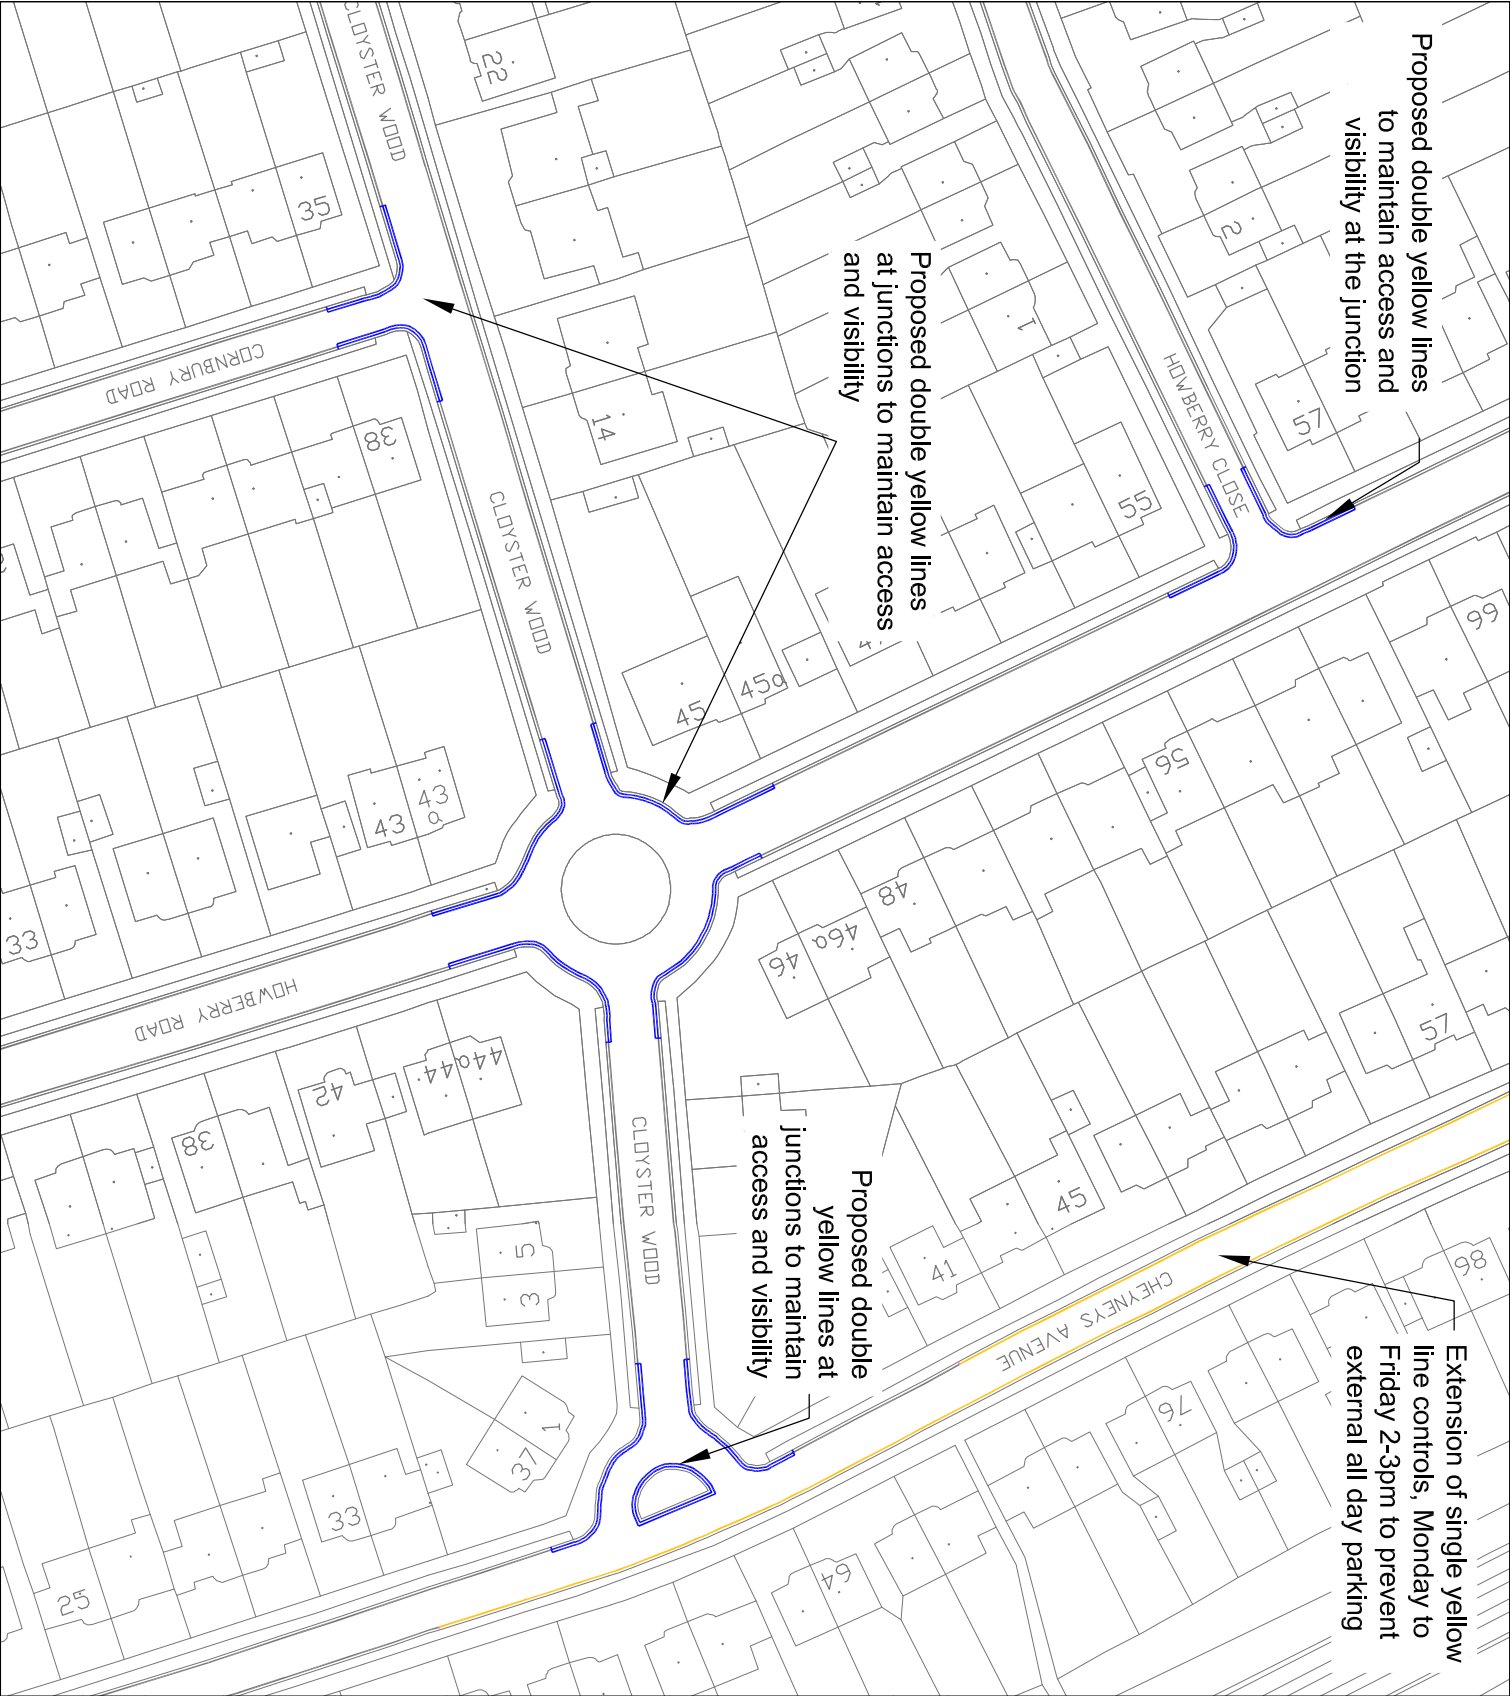 Proposed double yellow lines
to maintain access and
visibility at the junction
Proposed double yellow lines
at junctions to maintain access
and visibility
Proposed double
yellow lines at
junctions to maintain
access and visibility
Extension of single yellow
line controls, Monday to
Friday 2-3pm to prevent
external all day parking
CLOYSTER WOOD
CLOYSTER WOOD
CLOYSTER WOOD
CORNBURY ROAD
HOWBERRY CLOSE
HOWBERRY ROAD
CHEYNEYS AVENUE
22
35
38
14
1
2
57
55
45
45a
43
43
a
33
99
56
48
46a
46
57
45
41
44a
44
42
38
5
3
1
37
33
25
98
76
64